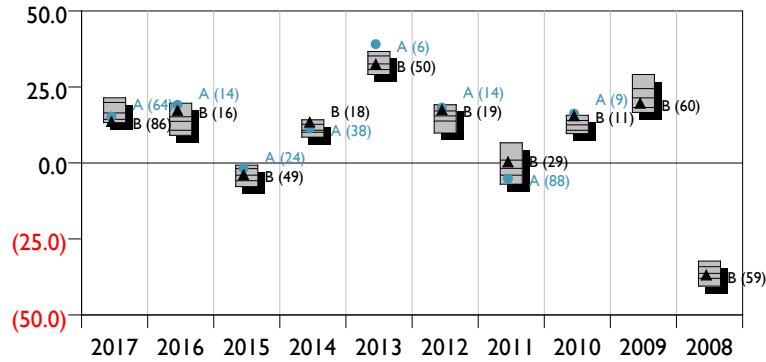 50.0
25.0
0.0
(25.0)
(50.0)
A (64)
B (86)
A (14)
B (16)
A (24)
B (49)
B (18)
A (38)
A (6)
B (50)
A (14)
B (19)
B (29)
A (88)
A (9)
B (11)
B (60)
B (59)
2017 2016 2015 2014 2013 2012 2011 2010 2009 2008